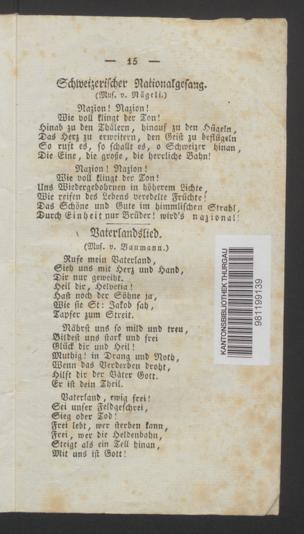 — 15 —
Schweizerischer Nationalgesang.
(Mus. v. Nägeli.)
Nazion! Nazion!
Wie voll klingt der Ton!
Hinab zu den Thälern, hinauf zu den Hügeln,
Das Herz zu erweitern, den Geist zu beflügeln
So ruft es, so schallt es, o Schweizer hinan,
Die Eine, die große, die herrliche Bahn!
Nazion! Nazion!
Wie voll klingt der Ton!
Uns Wiedergebohrnen in höherem Lichte,
Wie reifen des Lebens veredelte Früchte!
Das Schöne und Gute im himmlischen Strahl,
Durch Einheit nur Brüder! wird's nazional!
Vaterlandslied.
(Mus. v. Baumann.)
Rufe mein Vaterland,
Sieh uns mit Herz und Hand,
Dir nur geweiht.
Heil dir, Helvetia!
Hast noch der Söhne ja,
Wie sie St: Jakob sah,
Tapfer zum Streit.
Nährst uns so mild und treu,
Bildest uns stark und frei
Glück dir und Heil!
Muthig! in Drang und Noth,
Wenn das Verderben droht,
Hilft dir der Väter Gott.
Er ist dein Theil.
Vaterland, ewig frei!
Sei unser Feldgeschrei,
Sieg oder Tod!
Frei lebt, wer sterben kann,
Frei, wer die Heldenbahn,
Steigt als ein Tell hinan,
Mit uns ist Gott!
KANTONSBIBLIOTHEK THURGAU
981199139